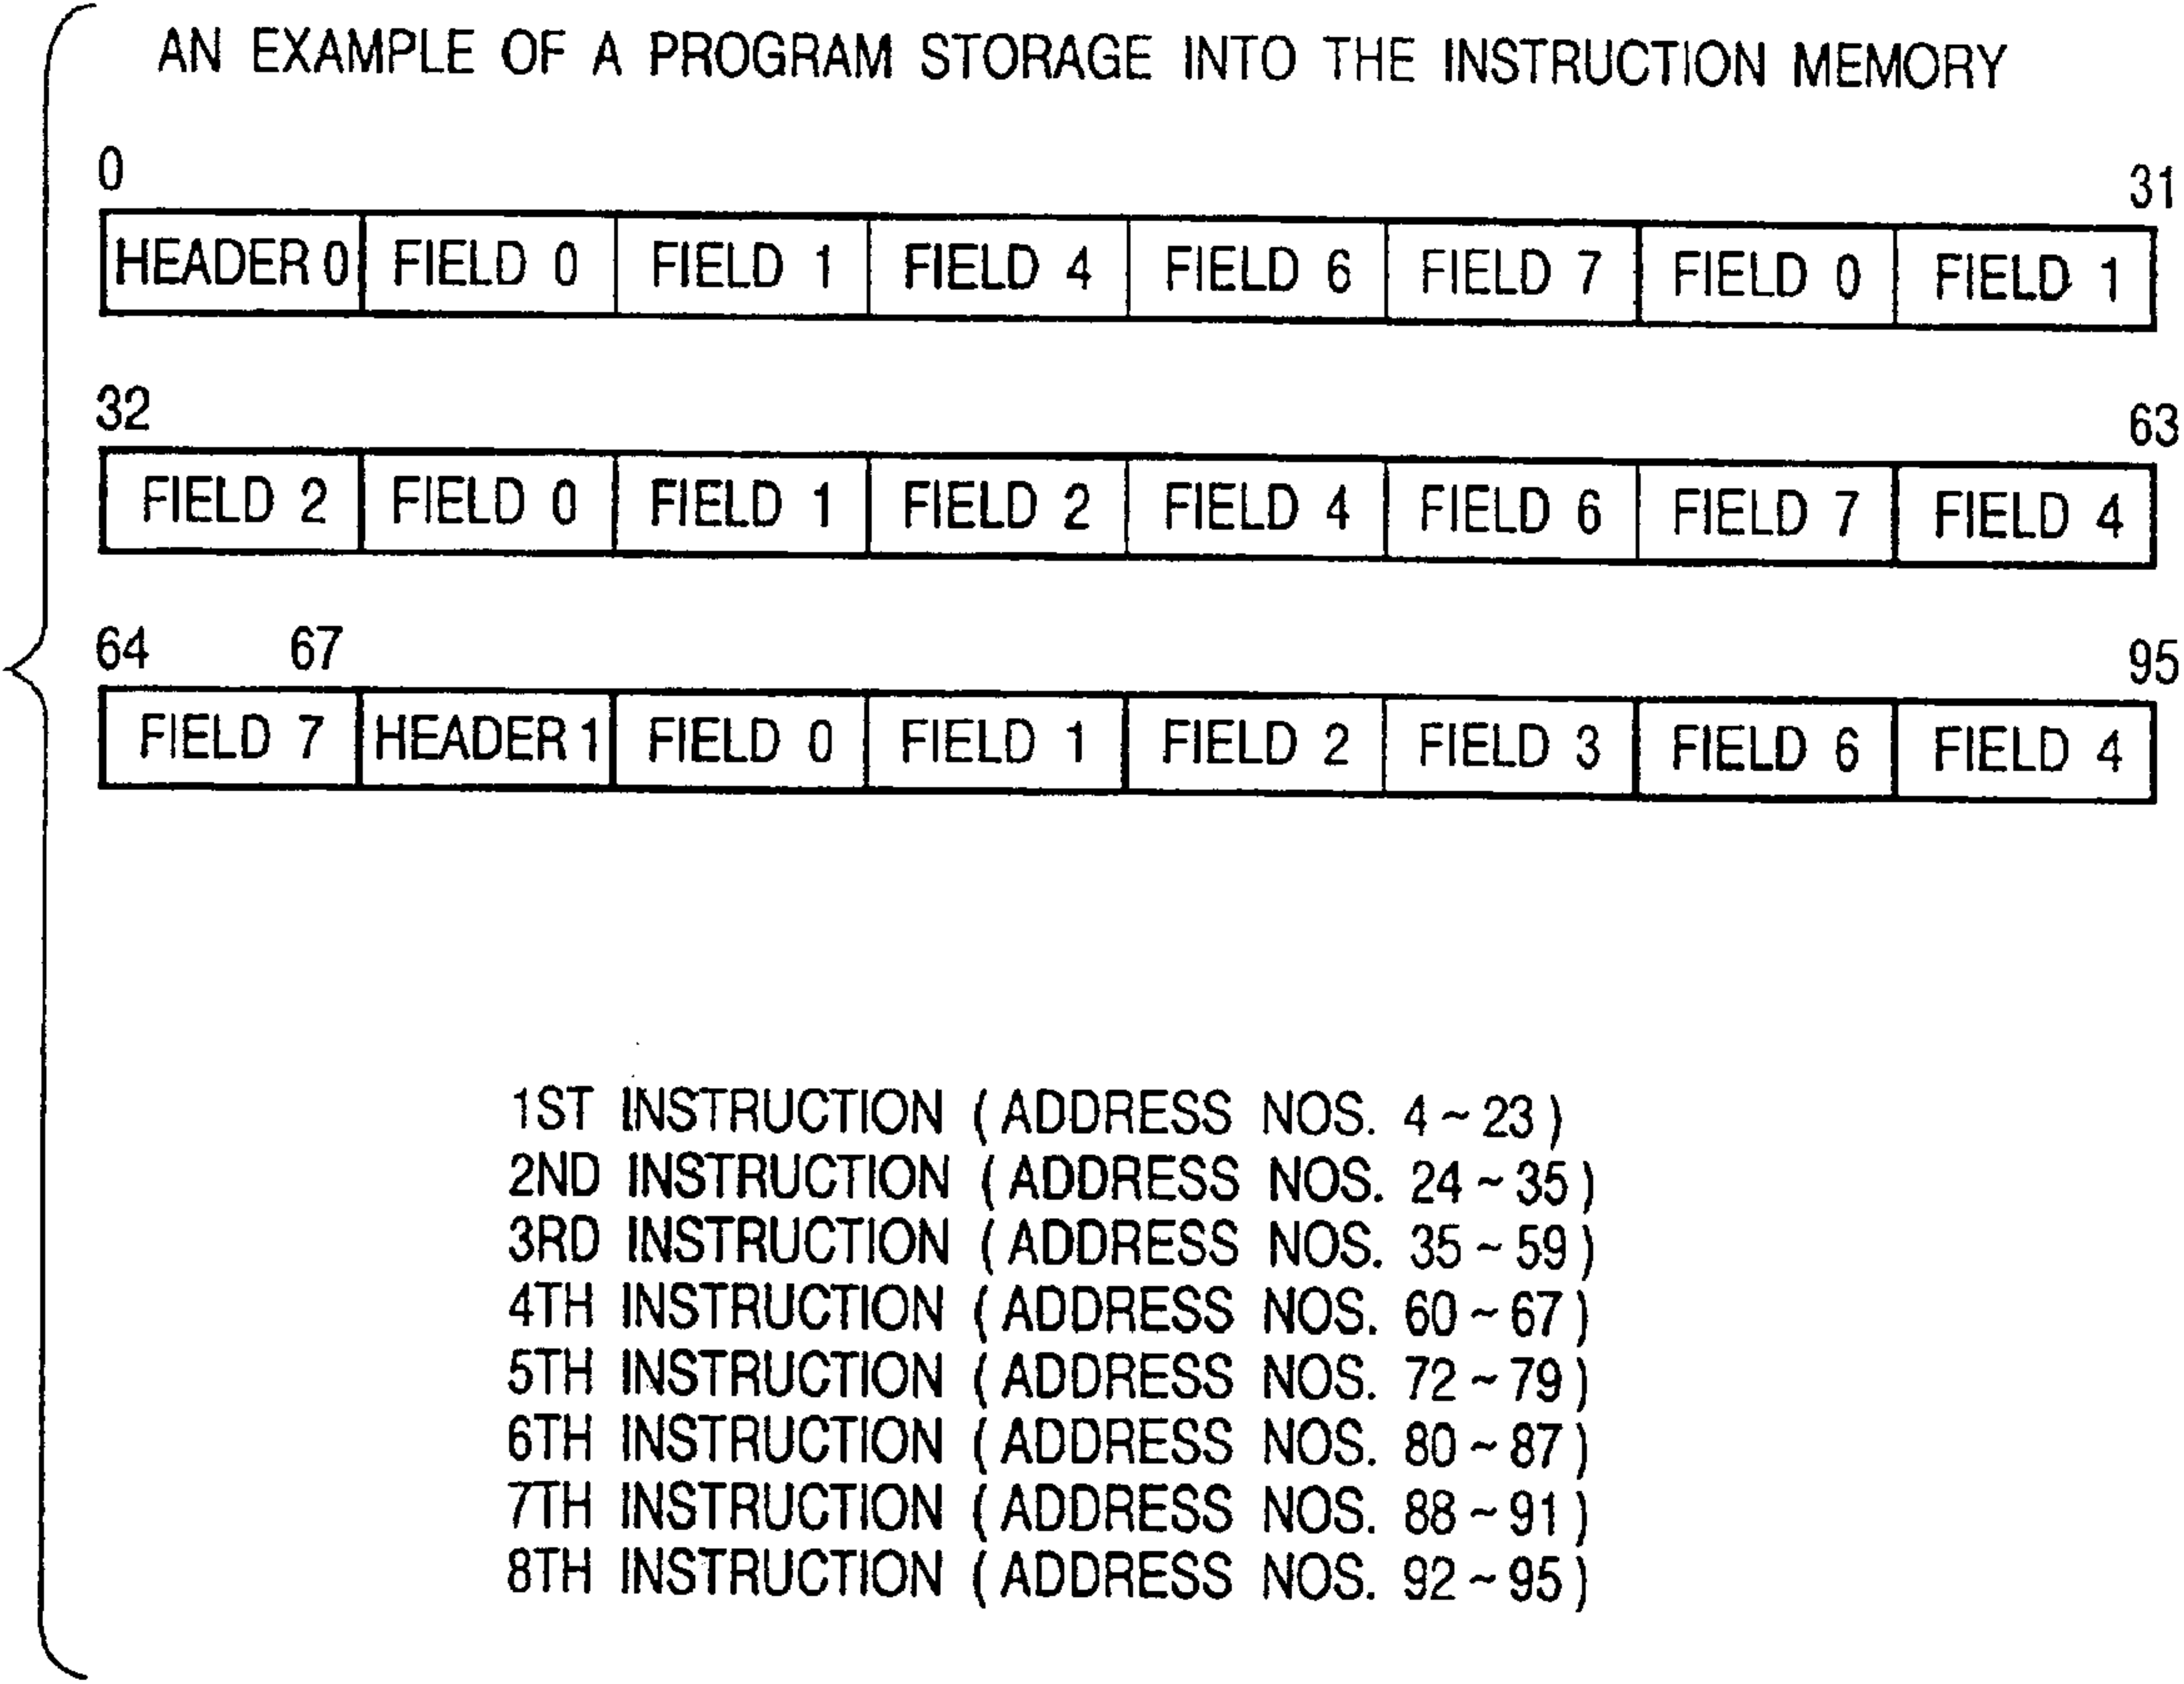 AN EXAMPLE OF A PROGRAM STORAGE INTO THE INSTRUCTION MEMORY
0 31
HEADER 0 FIELD 0 FIELD 1 FIELD 4 FIELD 6 FIELD 7 FIELD 0 FIELD 1
32 63
FIELD 2 FIELD 0 FIELD 1 FIELD 2 FIELD 4 FIELD 6 FIELD 7 FIELD 4
64 67 95
FIELD 7 HEADER 1 FIELD 0 FIELD 1 FIELD 2 FIELD 3 FIELD 6 FIELD 4
1ST INSTRUCTION (ADDRESS NOS. 4~23)
2ND INSTRUCTION (ADDRESS NOS. 24~35)
3RD INSTRUCTION (ADDRESS NOS. 35~59)
4TH INSTRUCTION (ADDRESS NOS. 60~67)
5TH INSTRUCTION (ADDRESS NOS. 72~79)
6TH INSTRUCTION (ADDRESS NOS. 80~87)
7TH INSTRUCTION (ADDRESS NOS. 88~91)
8TH INSTRUCTION (ADDRESS NOS. 92~95)